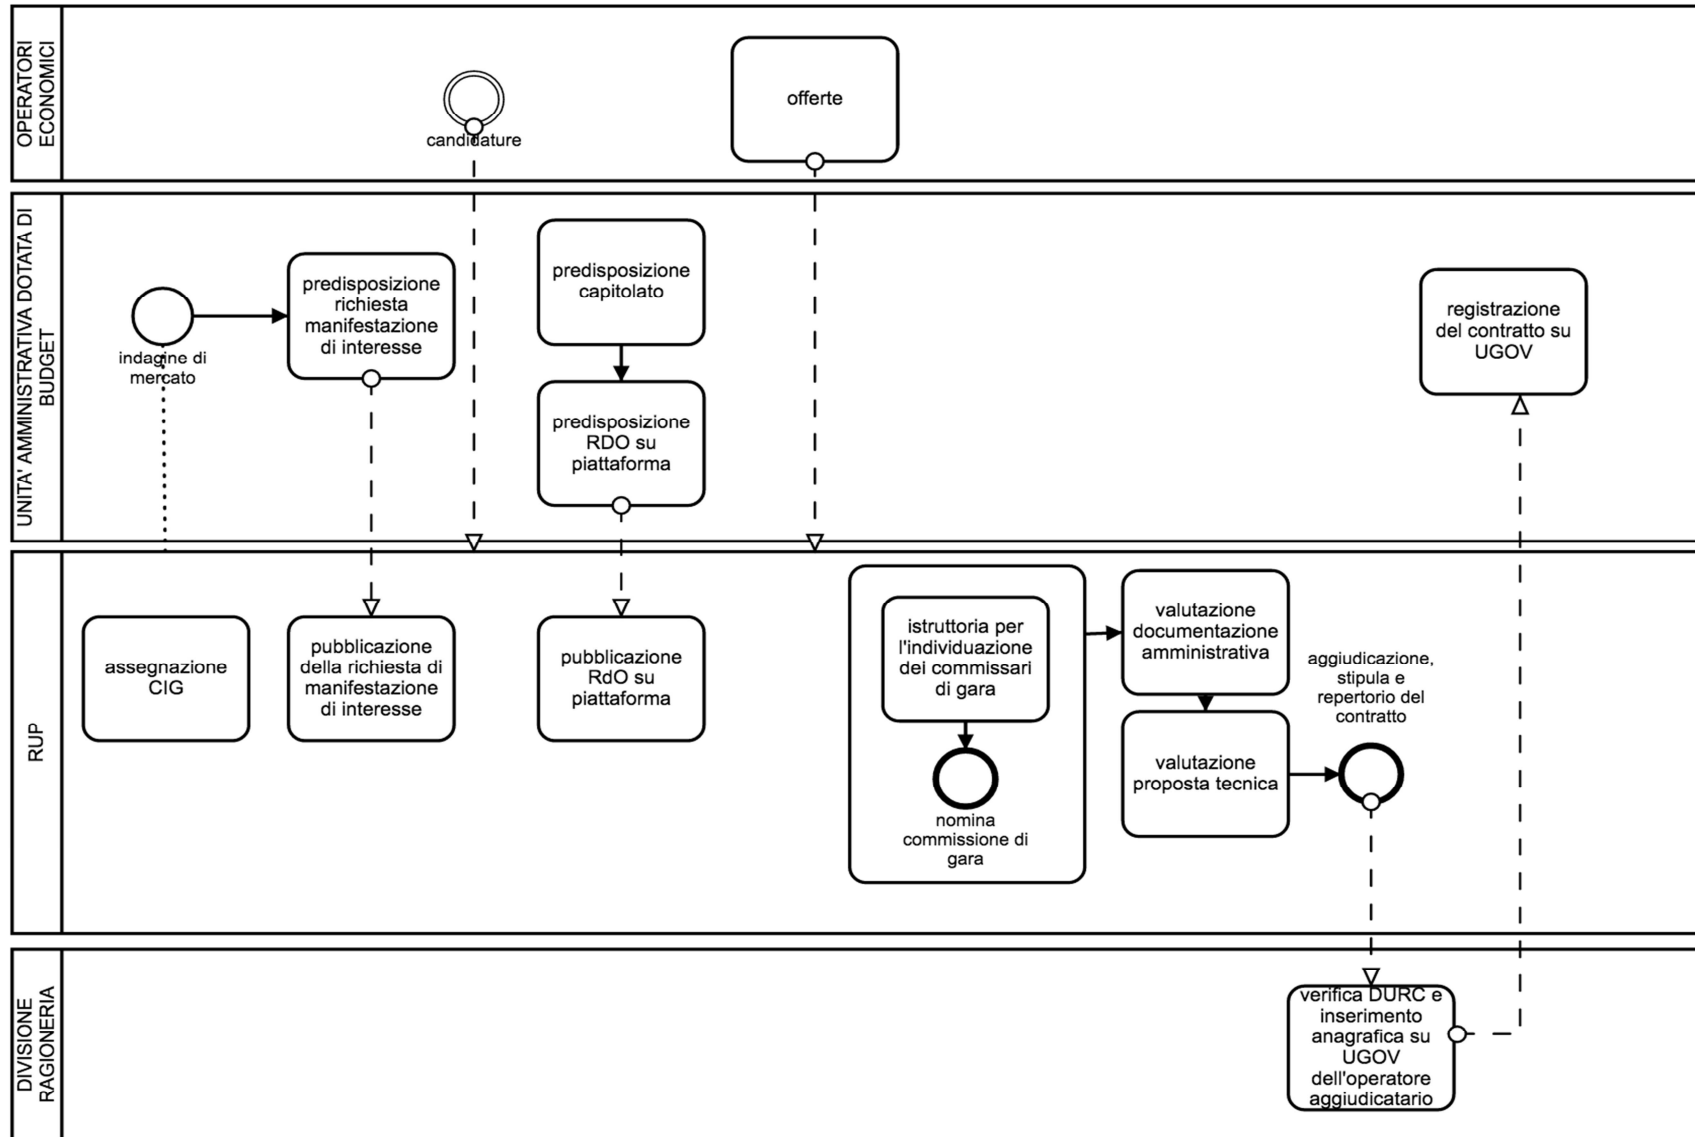 OPERATORI
ECONOMICI
candidature
offerte
UNITA' AMMINISTRATIVA DOTATA DI
BUDGET
indagine di
mercato
predisposizione
richiesta
manifestazione
di interesse
predisposizione
capitolato
predisposizione
RDO su
piattaforma
registrazione
del contratto su
UGOV
RUP
assegnazione
CIG
pubblicazione
della richiesta di
manifestazione
di interesse
pubblicazione
RdO su
piattaforma
istruttoria per
l'individuazione
dei commissari
di gara
nomina
commissione di
gara
valutazione
documentazione
amministrativa
valutazione
proposta tecnica
aggiudicazione,
stipula e
repertorio del
contratto
DIVISIONE
RAGIONERIA
verifica DURC e
inserimento
anagrafica su
UGOV
dell'operatore
aggiudicatario